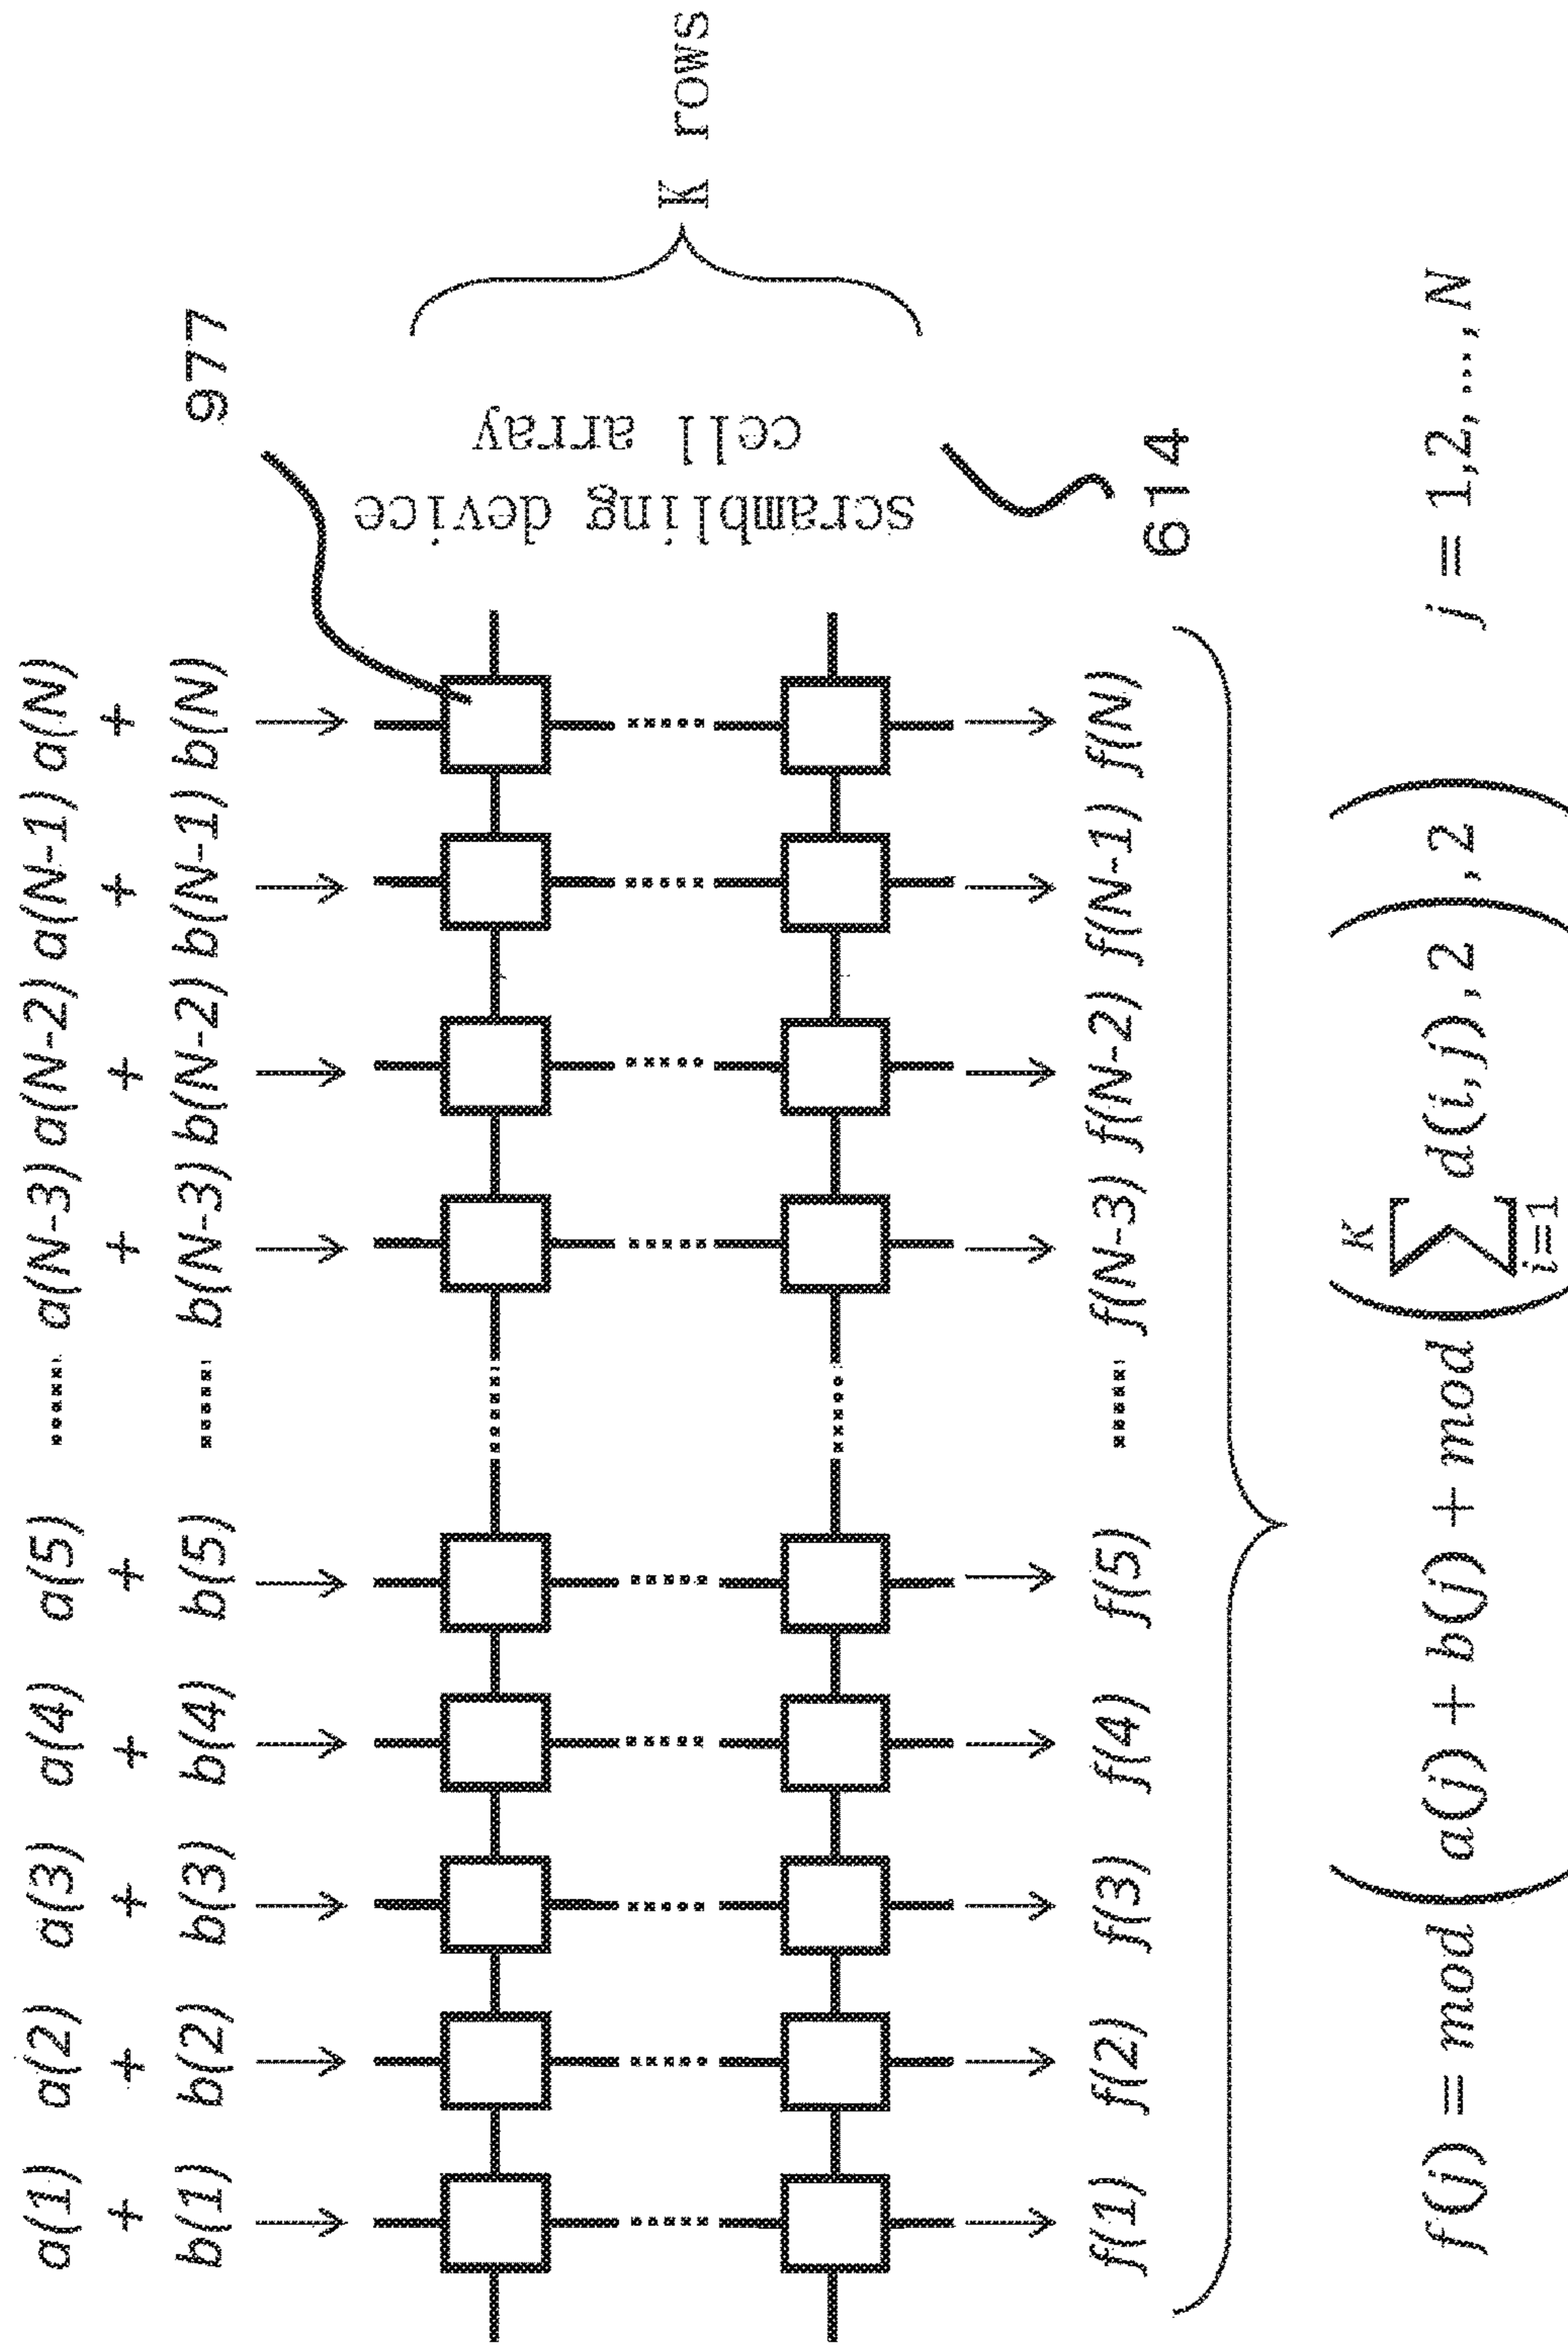 a(1) a(2) a(3) a(4) a(5) ...... a(N-3) a(N-2) a(N-1) a(N)
+ + + + + + + + +
b(1) b(2) b(3) b(4) b(5) ...... b(N-3) b(N-2) b(N-1) b(N)
977
scrambling device
cell array
K rows
614
f(1) f(2) f(3) f(4) f(5) ...... f(N-3) f(N-2) f(N-1) f(N)
f(j) = mod ( a(j) + b(j) + mod ( ∑_{i=1}^{K} d(i,j), 2 ), 2 ) j = 1,2,...,N